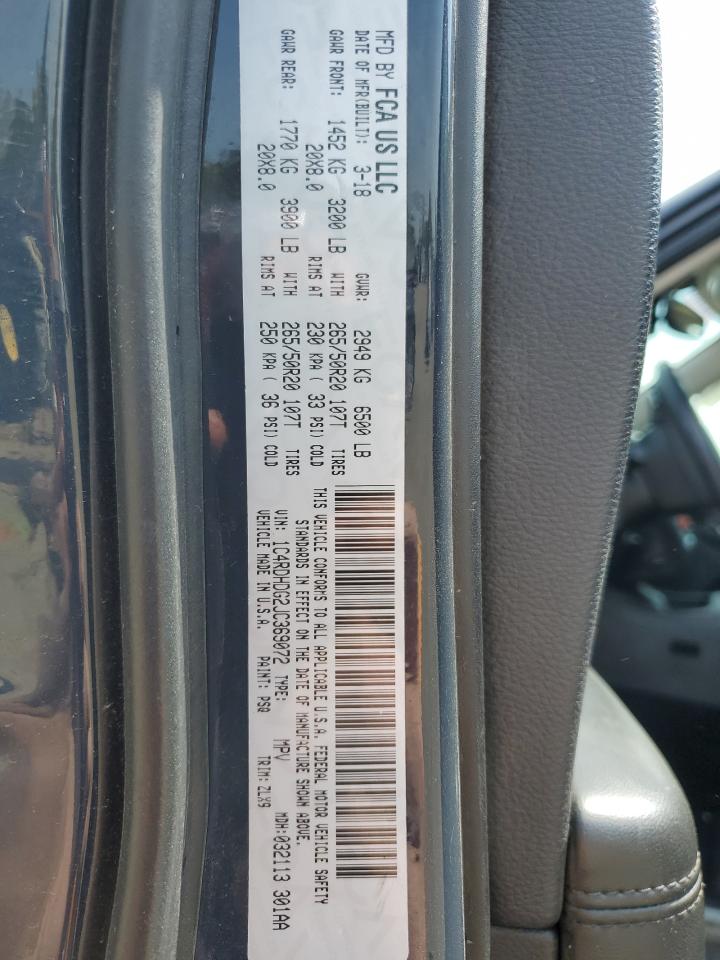 MFD BY FCA US LLC
DATE OF MFR(BUILT): 3-18 GVWR: 2949 KG 6500 LB
GAWR FRONT: 1452 KG 3200 LB WITH 265/50R20 107T TIRES
20X8.0 RIMS AT 230 KPA ( 33 PSI) COLD
GAWR REAR: 1770 KG 3900 LB WITH 265/50R20 107T TIRES
20X8.0 RIMS AT 250 KPA ( 36 PSI) COLD
THIS VEHICLE CONFORMS TO ALL APPLICABLE U.S.A. FEDERAL MOTOR VEHICLE SAFETY
STANDARDS IN EFFECT ON THE DATE OF MANUFACTURE SHOWN ABOVE.
VIN: 1C4RDHDG2JC369072 TYPE: MPV MDH:032113 301AA
VEHICLE MADE IN U.S.A. PAINT: PSQ TRIM: ZLX9